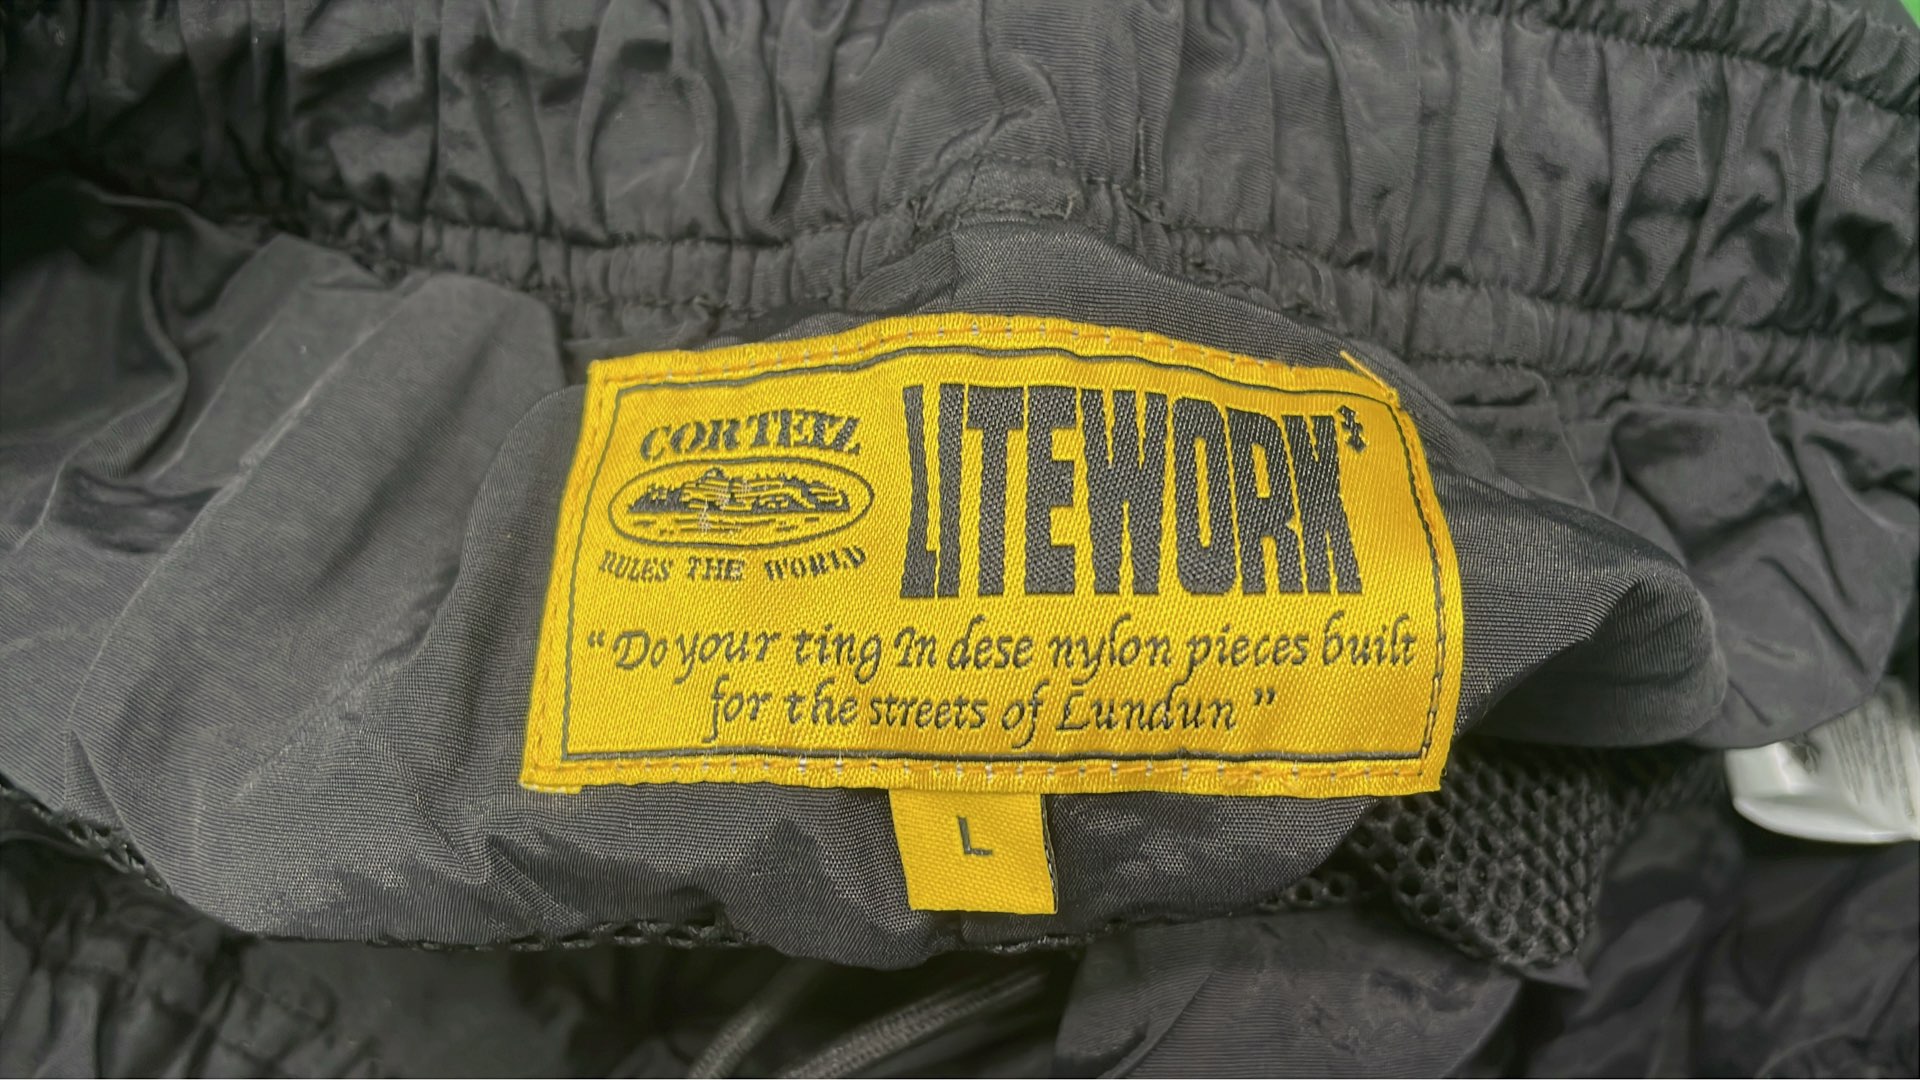 CORTEIZ
RULES THE WORLD
LITEWORK
"Do your ting In dese nylon pieces built
for the streets of Lundun"
L